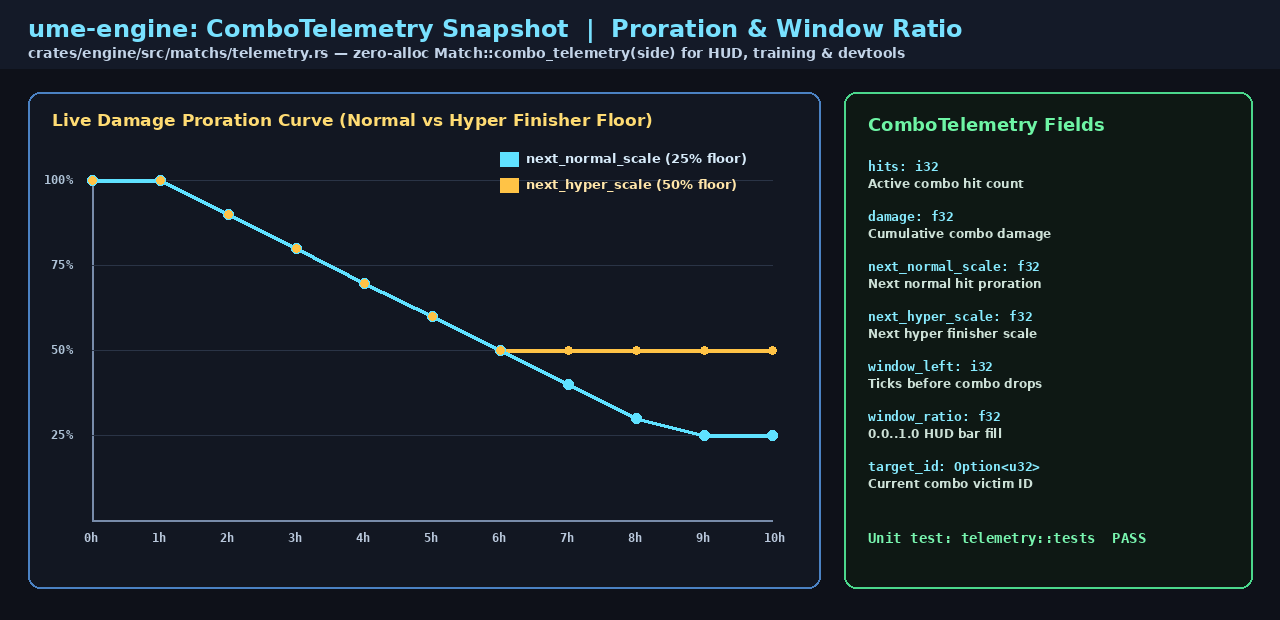 ume-engine: ComboTelemetry Snapshot | Proration & Window Ratio
crates/engine/src/matchs/telemetry.rs — zero-alloc Match::combo_telemetry(side) for HUD, training & devtools
Live Damage Proration Curve (Normal vs Hyper Finisher Floor)
next_normal_scale (25% floor)
next_hyper_scale (50% floor)
100%
75%
50%
25%
0h 1h 2h 3h 4h 5h 6h 7h 8h 9h 10h
ComboTelemetry Fields
hits: i32
Active combo hit count
damage: f32
Cumulative combo damage
next_normal_scale: f32
Next normal hit proration
next_hyper_scale: f32
Next hyper finisher scale
window_left: i32
Ticks before combo drops
window_ratio: f32
0.0..1.0 HUD bar fill
target_id: Option<u32>
Current combo victim ID
Unit test: telemetry::tests PASS